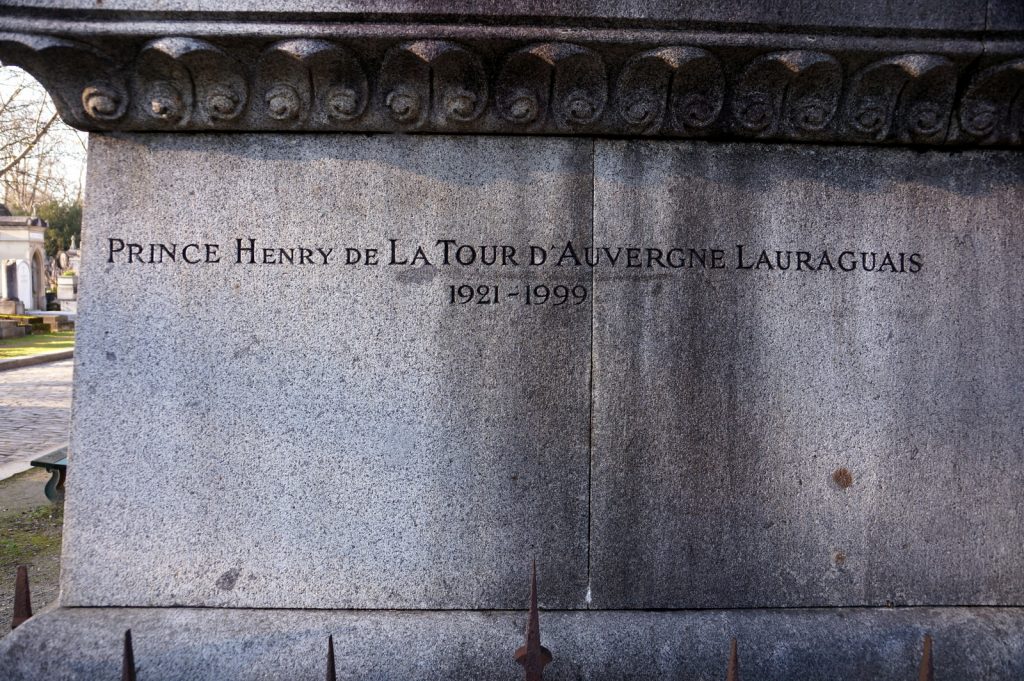 PRINCE HENRY DE LA TOUR D'AUVERGNE LAURAGUAIS
1921-1999